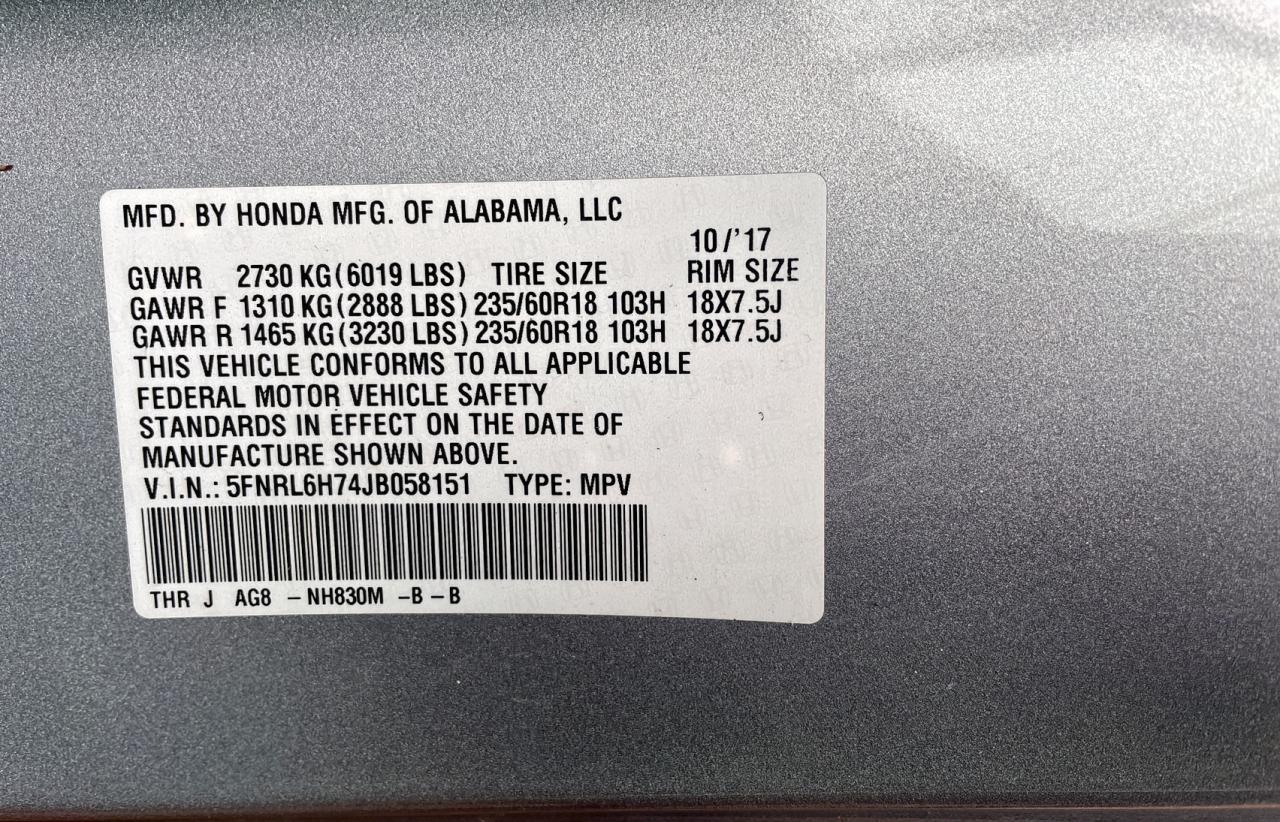 MFD. BY HONDA MFG. OF ALABAMA, LLC
10/'17
GVWR 2730 KG(6019 LBS) TIRE SIZE RIM SIZE
GAWR F 1310 KG(2888 LBS) 235/60R18 103H 18X7.5J
GAWR R 1465 KG(3230 LBS) 235/60R18 103H 18X7.5J
THIS VEHICLE CONFORMS TO ALL APPLICABLE
FEDERAL MOTOR VEHICLE SAFETY
STANDARDS IN EFFECT ON THE DATE OF
MANUFACTURE SHOWN ABOVE.
V.I.N.: 5FNRL6H74JB058151 TYPE: MPV
THR J AG8 – NH830M –B – B